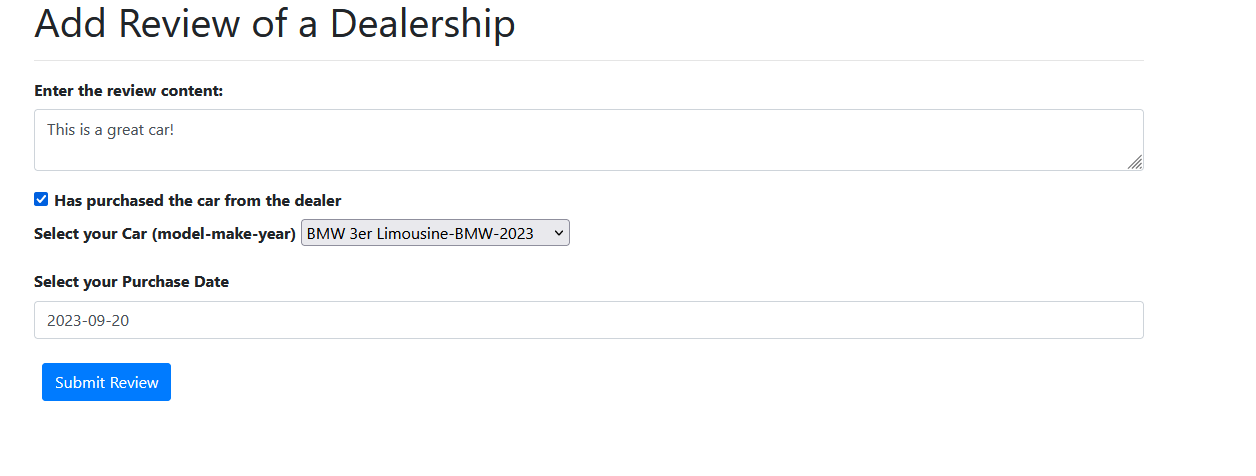 Add Review of a Dealership
Enter the review content:
This is a great car!
Has purchased the car from the dealer
Select your Car (model-make-year) BMW 3er Limousine-BMW-2023
Select your Purchase Date
2023-09-20
Submit Review